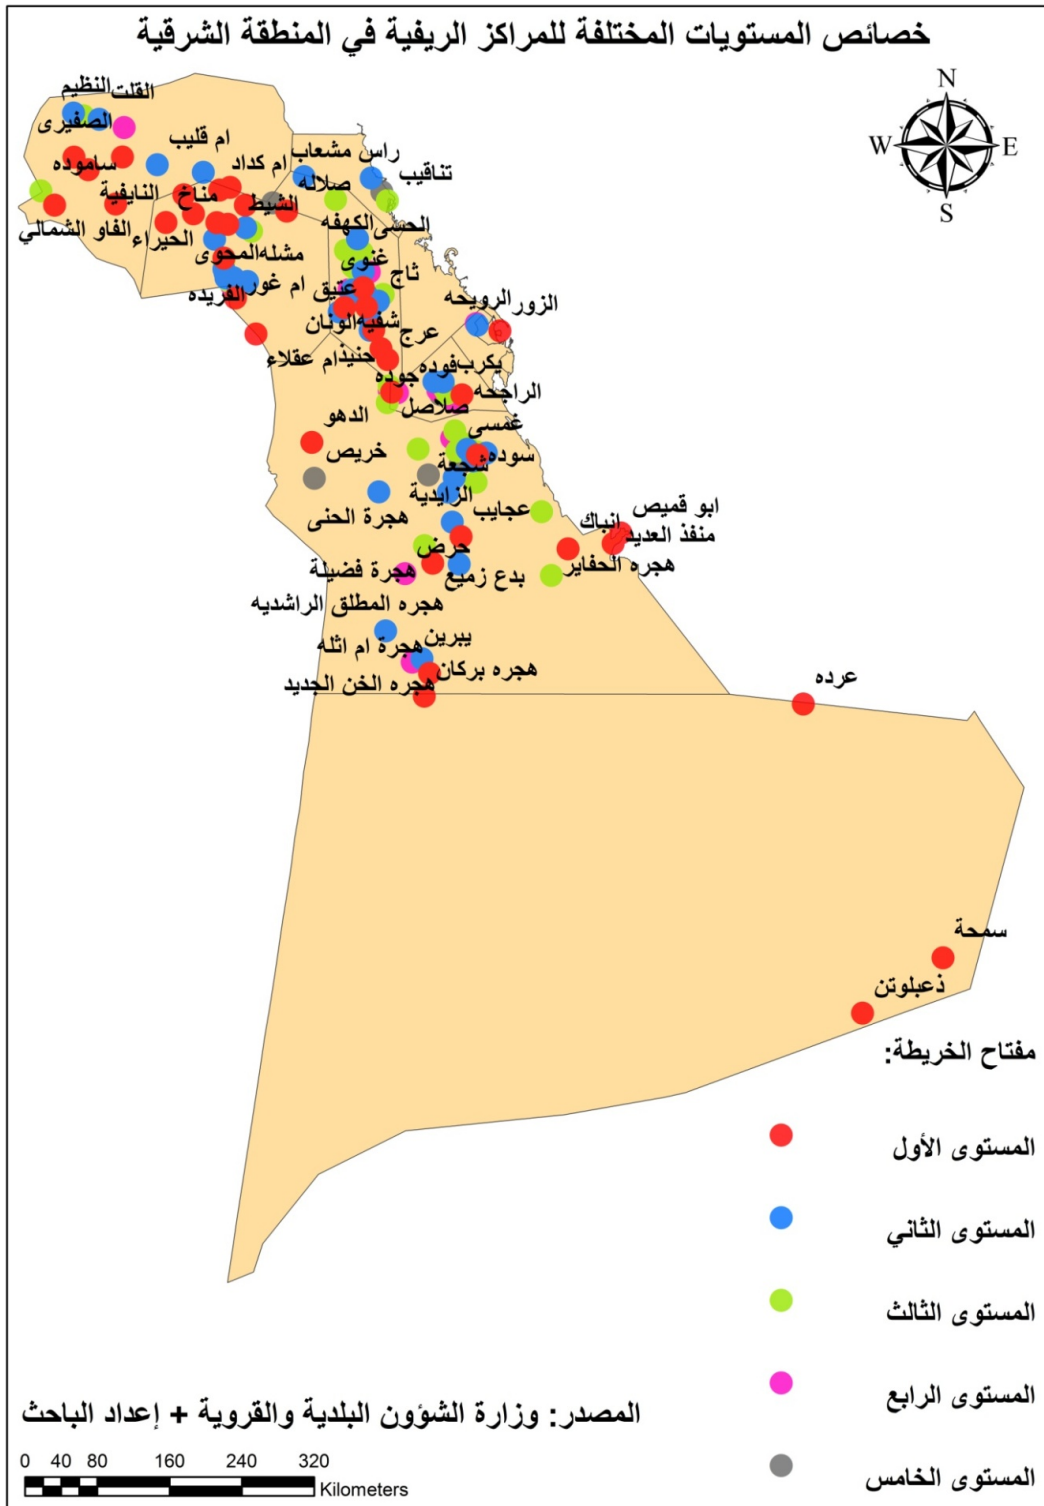 خصائص المستويات المختلفة للمراكز الريفية في المنطقة الشرقية
N
W E
S
النظيم
القلت
الصفيرى
ام قليب
ساموده
ام كداد
راس مشعاب
تناقيب
صلاله
النايفية
مناخ
الشيط
الفاو الشمالي
الحيراء
الكهفه
الحسى
المحوى
مشله
غنوى
ثاج
الفريده
ام غور
عتيق
الرويحه
الزور
الونان
شفيه
عرج
ام عقلاء
حنيذ
يكرب
فوده
جوده
الراجحه
صلاصل
الدهو
غمسى
خريص
سوده
شجعة
الزايدية
هجرة الحنى
عجايب
ابو قميص
انباك
منفذ العديد
حرض
هجره الحفاير
هجرة فضيلة
بدع زميع
هجره المطلق الراشديه
يبرين
هجرة ام اثله
هجره بركان
هجره الخن الجديد
عرده
سمحة
ذعبلوتن
مفتاح الخريطة:
المستوى الأول
المستوى الثاني
المستوى الثالث
المستوى الرابع
المستوى الخامس
المصدر: وزارة الشؤون البلدية والقروية + إعداد الباحث
0 40 80 160 240 320
Kilometers